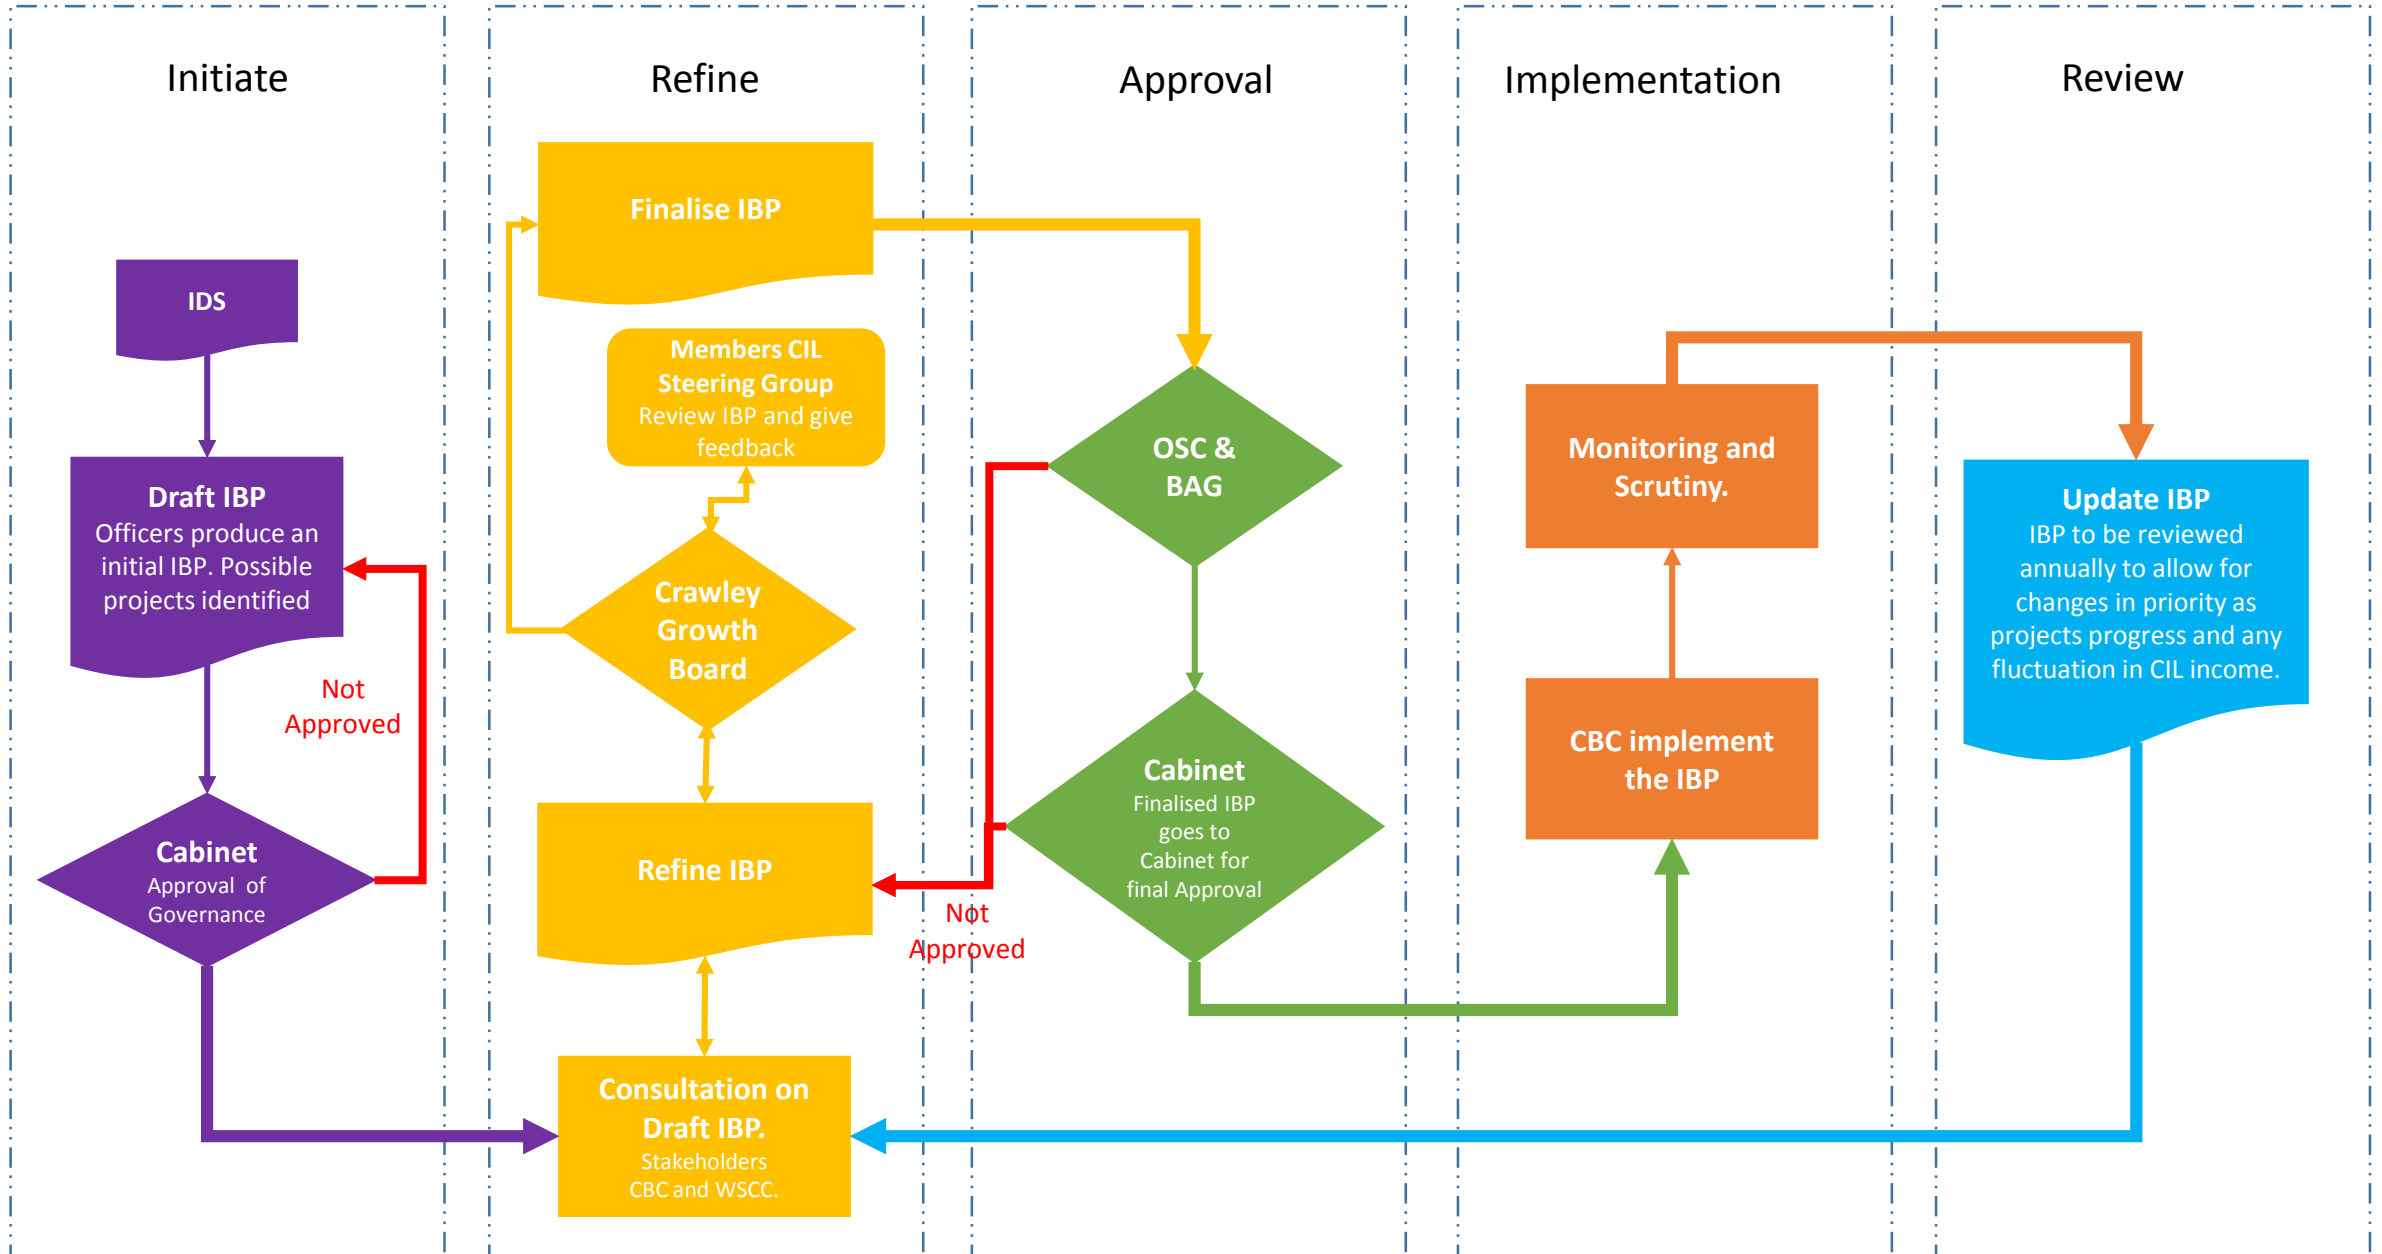 Initiate
Refine
Approval
Implementation
Review
IDS
Draft IBP
Officers produce an
initial IBP. Possible
projects identified
Not
Approved
Cabinet
Approval of
Governance
Finalise IBP
Members CIL
Steering Group
Review IBP and give
feedback
Crawley
Growth
Board
Refine IBP
Consultation on
Draft IBP.
Stakeholders
CBC and WSCC.
OSC &
BAG
Cabinet
Finalised IBP
goes to
Cabinet for
final Approval
Not
Approved
Monitoring and
Scrutiny.
CBC implement
the IBP
Update IBP
IBP to be reviewed
annually to allow for
changes in priority as
projects progress and any
fluctuation in CIL income.